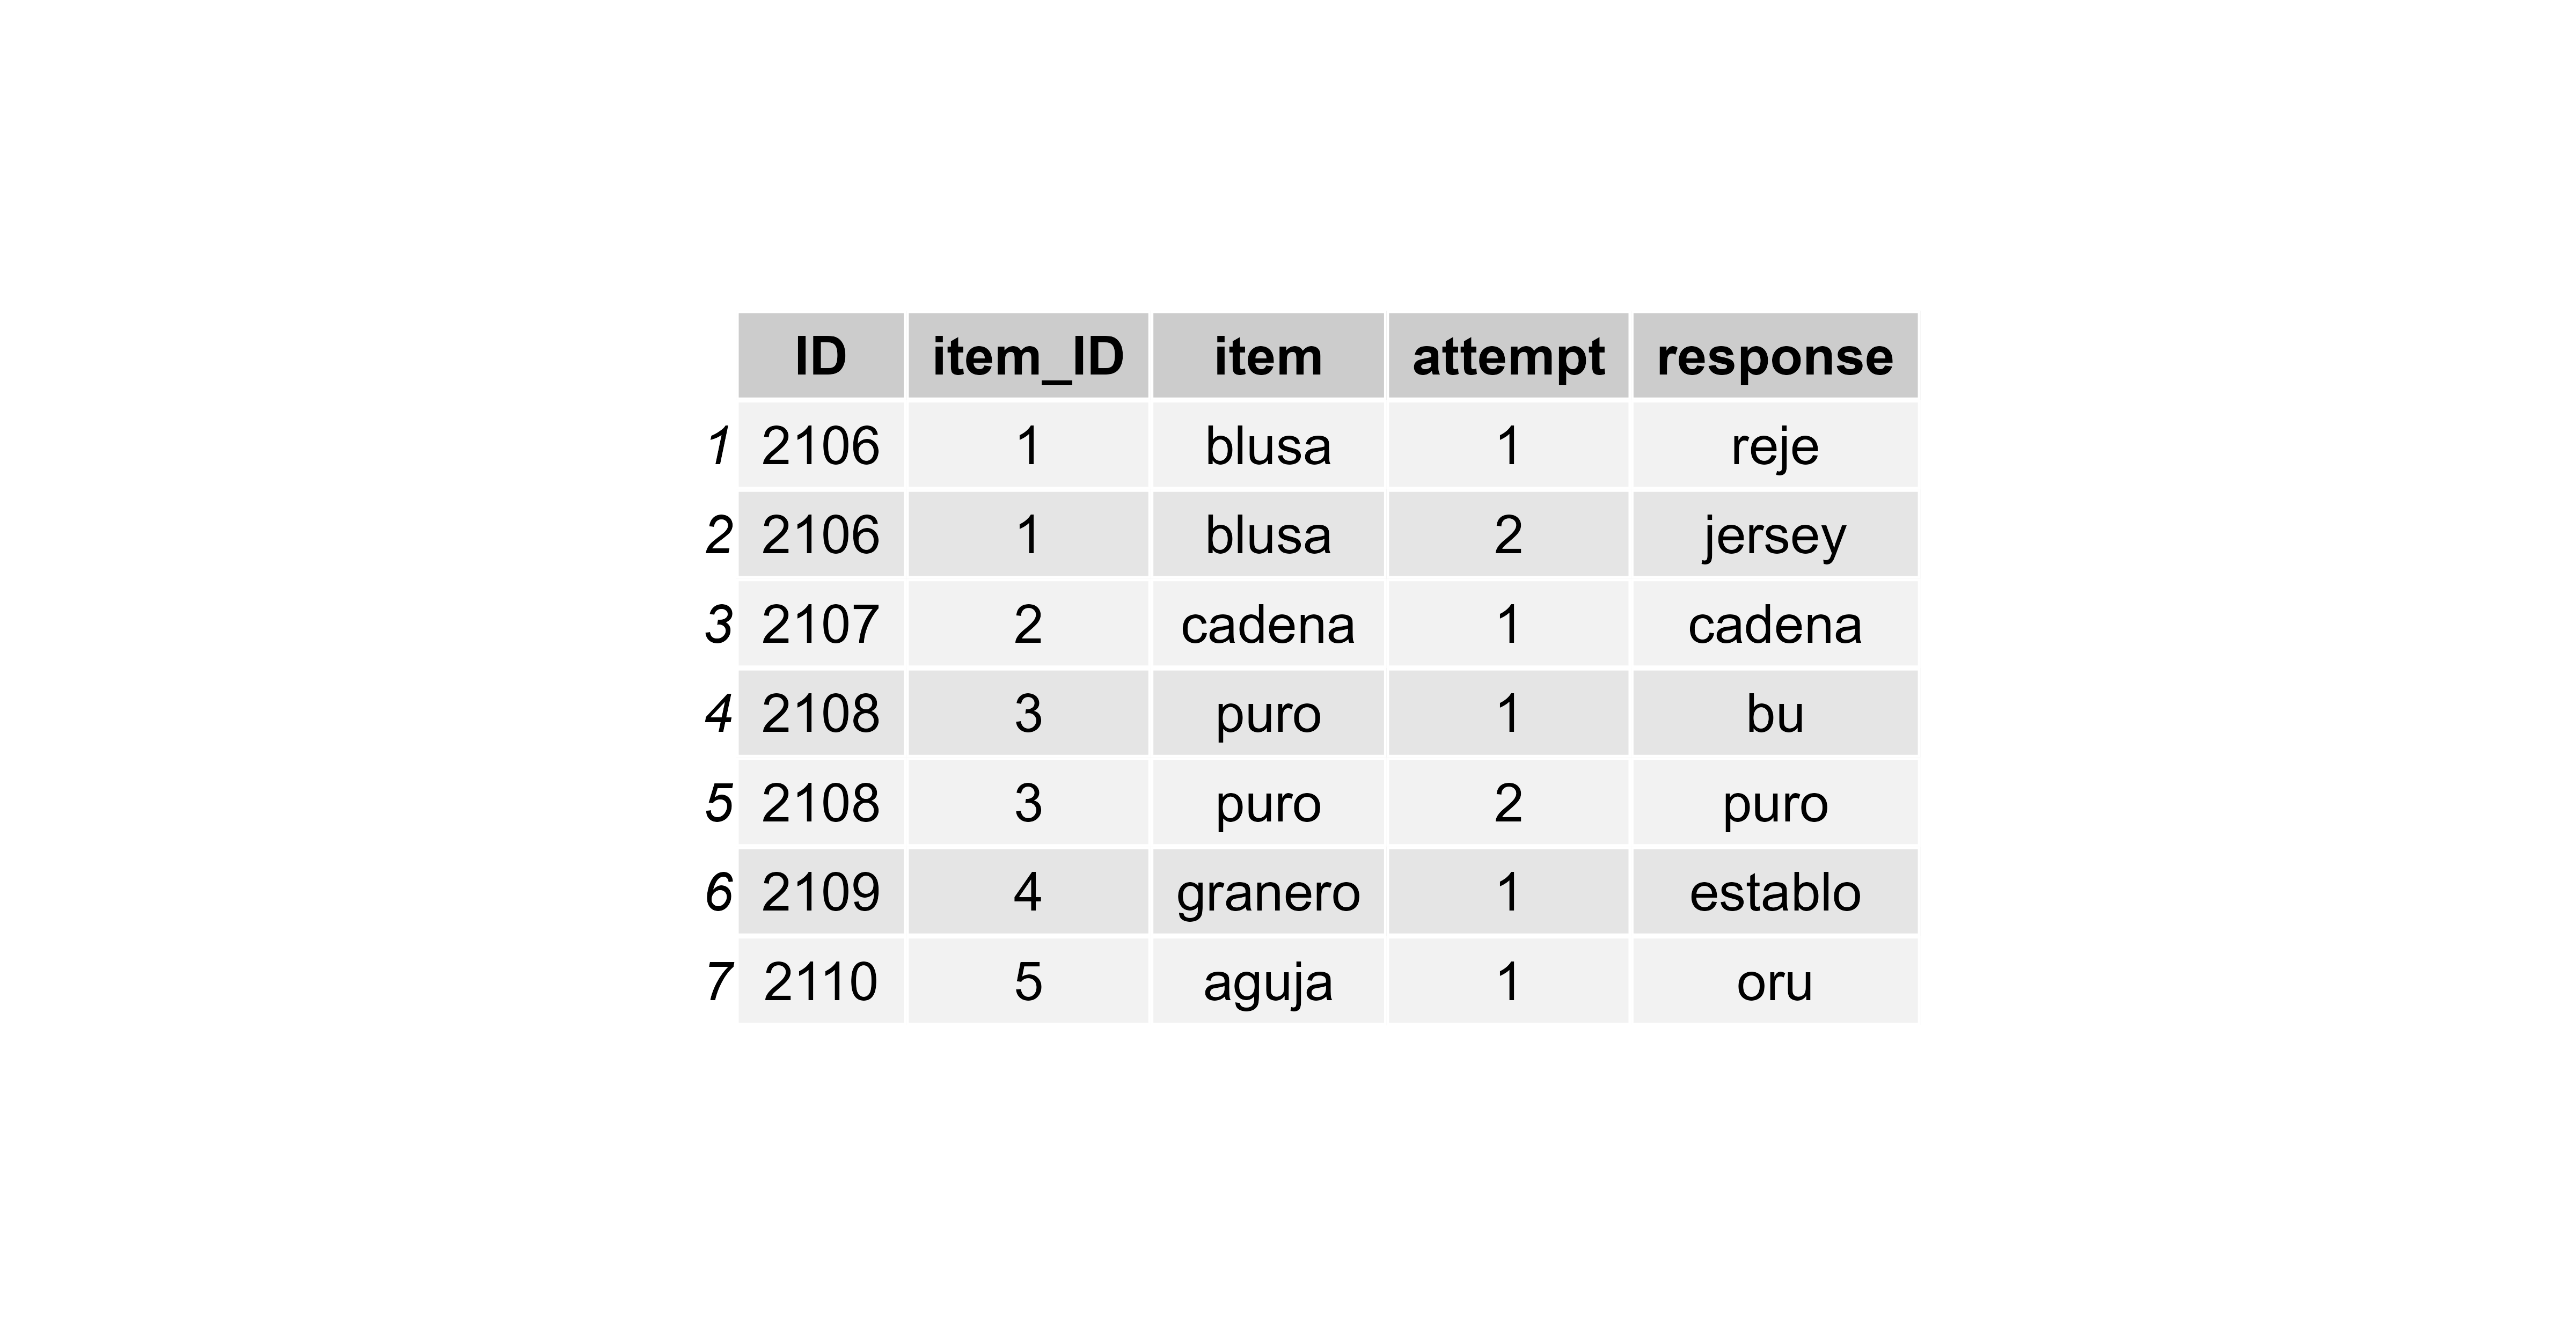 ID item_ID item attempt response
1 2106 1 blusa 1 reje
2 2106 1 blusa 2 jersey
3 2107 2 cadena 1 cadena
4 2108 3 puro 1 bu
5 2108 3 puro 2 puro
6 2109 4 granero 1 establo
7 2110 5 aguja 1 oru